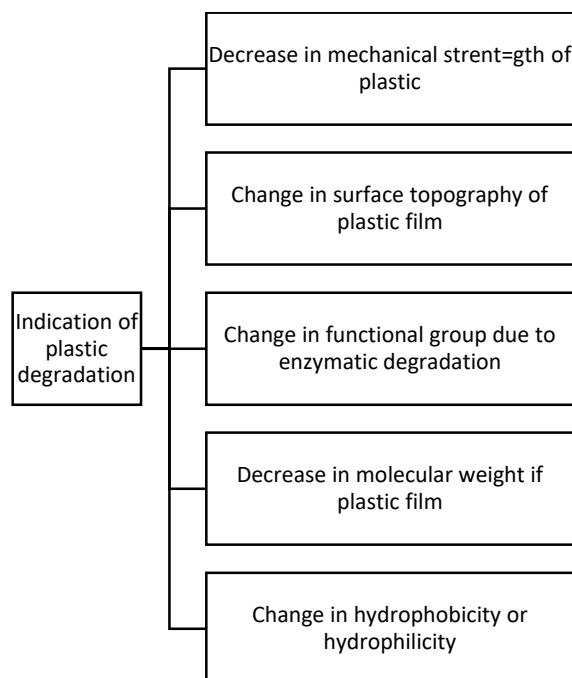 Decrease in mechanical strent=gth of
plastic
Change in surface topography of
plastic film
Indication of
plastic
degradation
Change in functional group due to
enzymatic degradation
Decrease in molecular weight if
plastic film
Change in hydrophobicity or
hydrophilicity